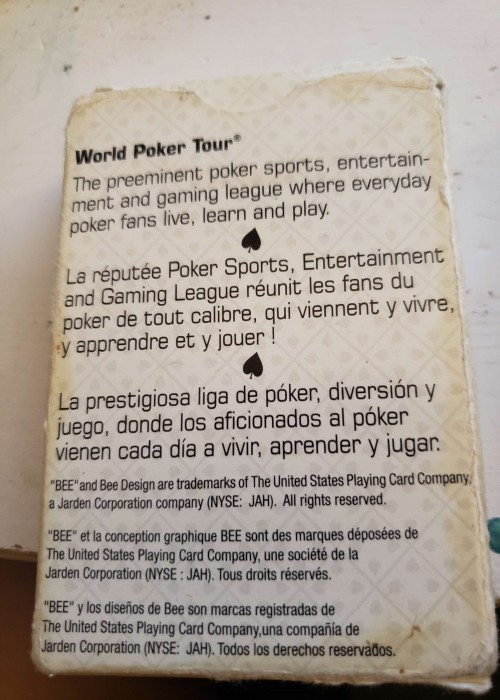 World Poker Tour®
The preeminent poker sports, entertain-
ment and gaming league where everyday
poker fans live, learn and play.
La réputée Poker Sports, Entertainment
and Gaming League réunit les fans du
poker de tout calibre, qui viennent y vivre,
y apprendre et y jouer !
La prestigiosa liga de póker, diversión y
juego, donde los aficionados al póker
vienen cada día a vivir, aprender y jugar.
"BEE" and Bee Design are trademarks of The United States Playing Card Company,
a Jarden Corporation company (NYSE: JAH). All rights reserved.
"BEE" et la conception graphique BEE sont des marques déposées de
The United States Playing Card Company, une société de la
Jarden Corporation (NYSE : JAH). Tous droits réservés.
"BEE" y los diseños de Bee son marcas registradas de
The United States Playing Card Company,una compañía de
Jarden Corporation (NYSE: JAH). Todos los derechos reservados.